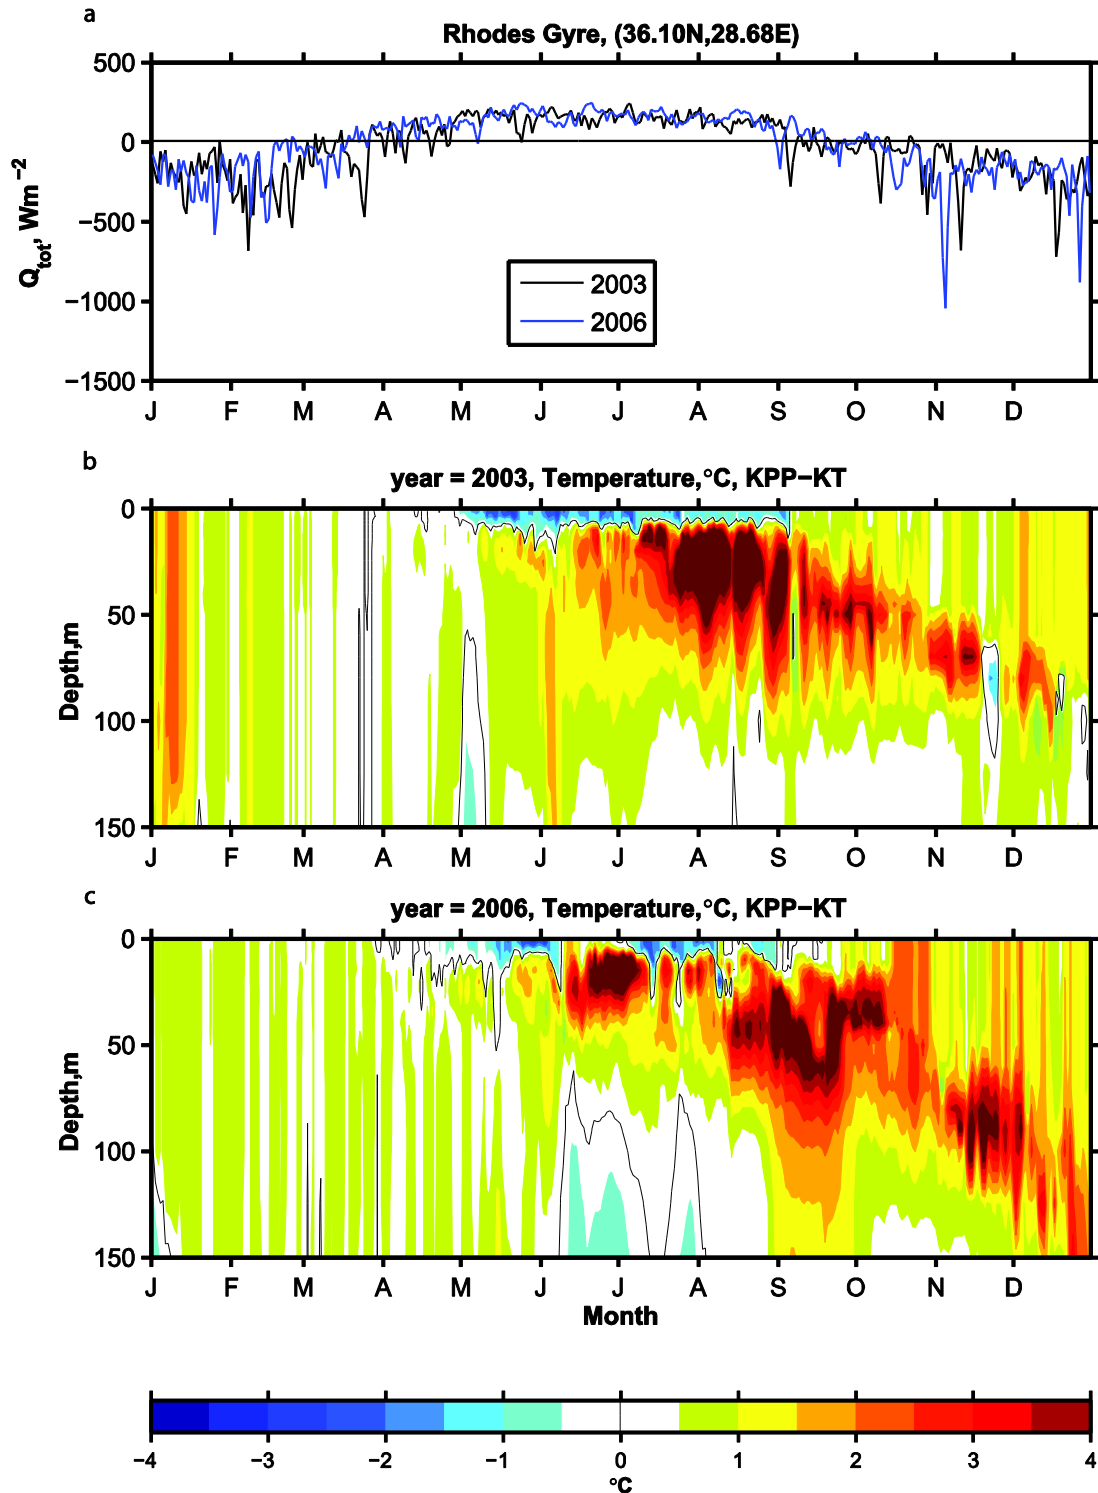 a
Rhodes Gyre, (36.10N,28.68E)
500
0
−500
−1000
−1500
Q_tot, Wm^−2
2003
2006
J F M A M J J A S O N D
b
year = 2003, Temperature,°C, KPP−KT
0
50
100
150
Depth,m
J F M A M J J A S O N D
c
year = 2006, Temperature,°C, KPP−KT
0
50
100
150
Depth,m
J F M A M J J A S O N D
Month
−4 −3 −2 −1 0 1 2 3 4
°C